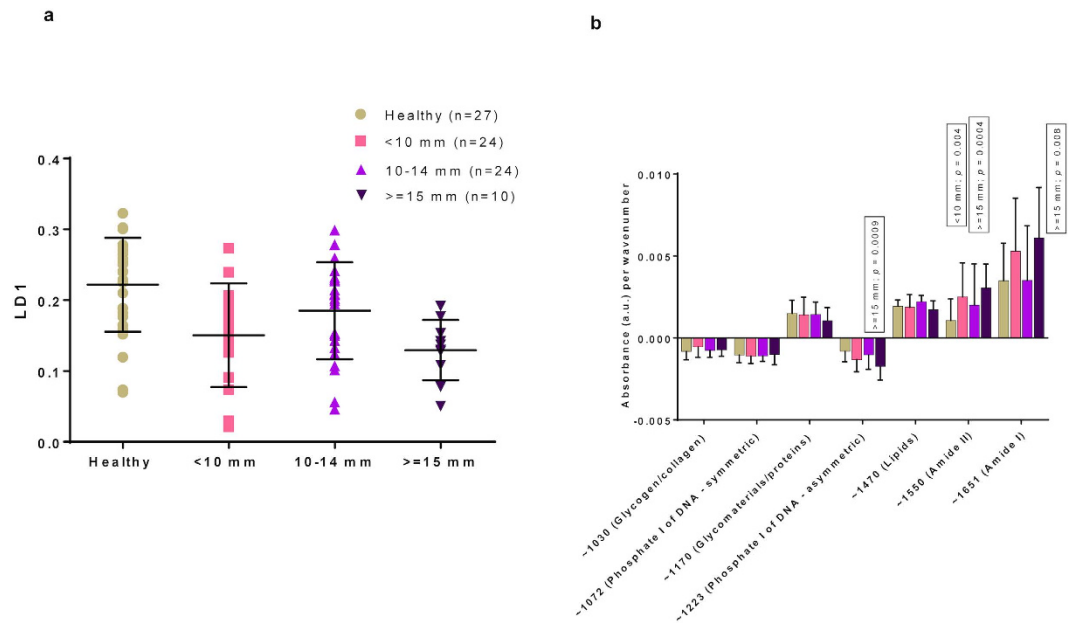 a
Healthy (n=27)
<10 mm (n=24)
10-14 mm (n=24)
>=15 mm (n=10)
LD1
0.4
0.3
0.2
0.1
0.0
Healthy
<10 mm
10-14 mm
>=15 mm
b
<10 mm; p = 0.004
>=15 mm; p = 0.0004
>=15 mm; p = 0.008
>=15 mm; p = 0.0009
Absorbance (a.u.) per wavenumber
0.010
0.005
0.000
-0.005
~1030 (Glycogen/collagen)
~1072 (Phosphate I of DNA - symmetric)
~1170 (Glycomaterials/proteins)
~1223 (Phosphate I of DNA - asymmetric)
~1470 (Lipids)
~1550 (Amide II)
~1651 (Amide I)